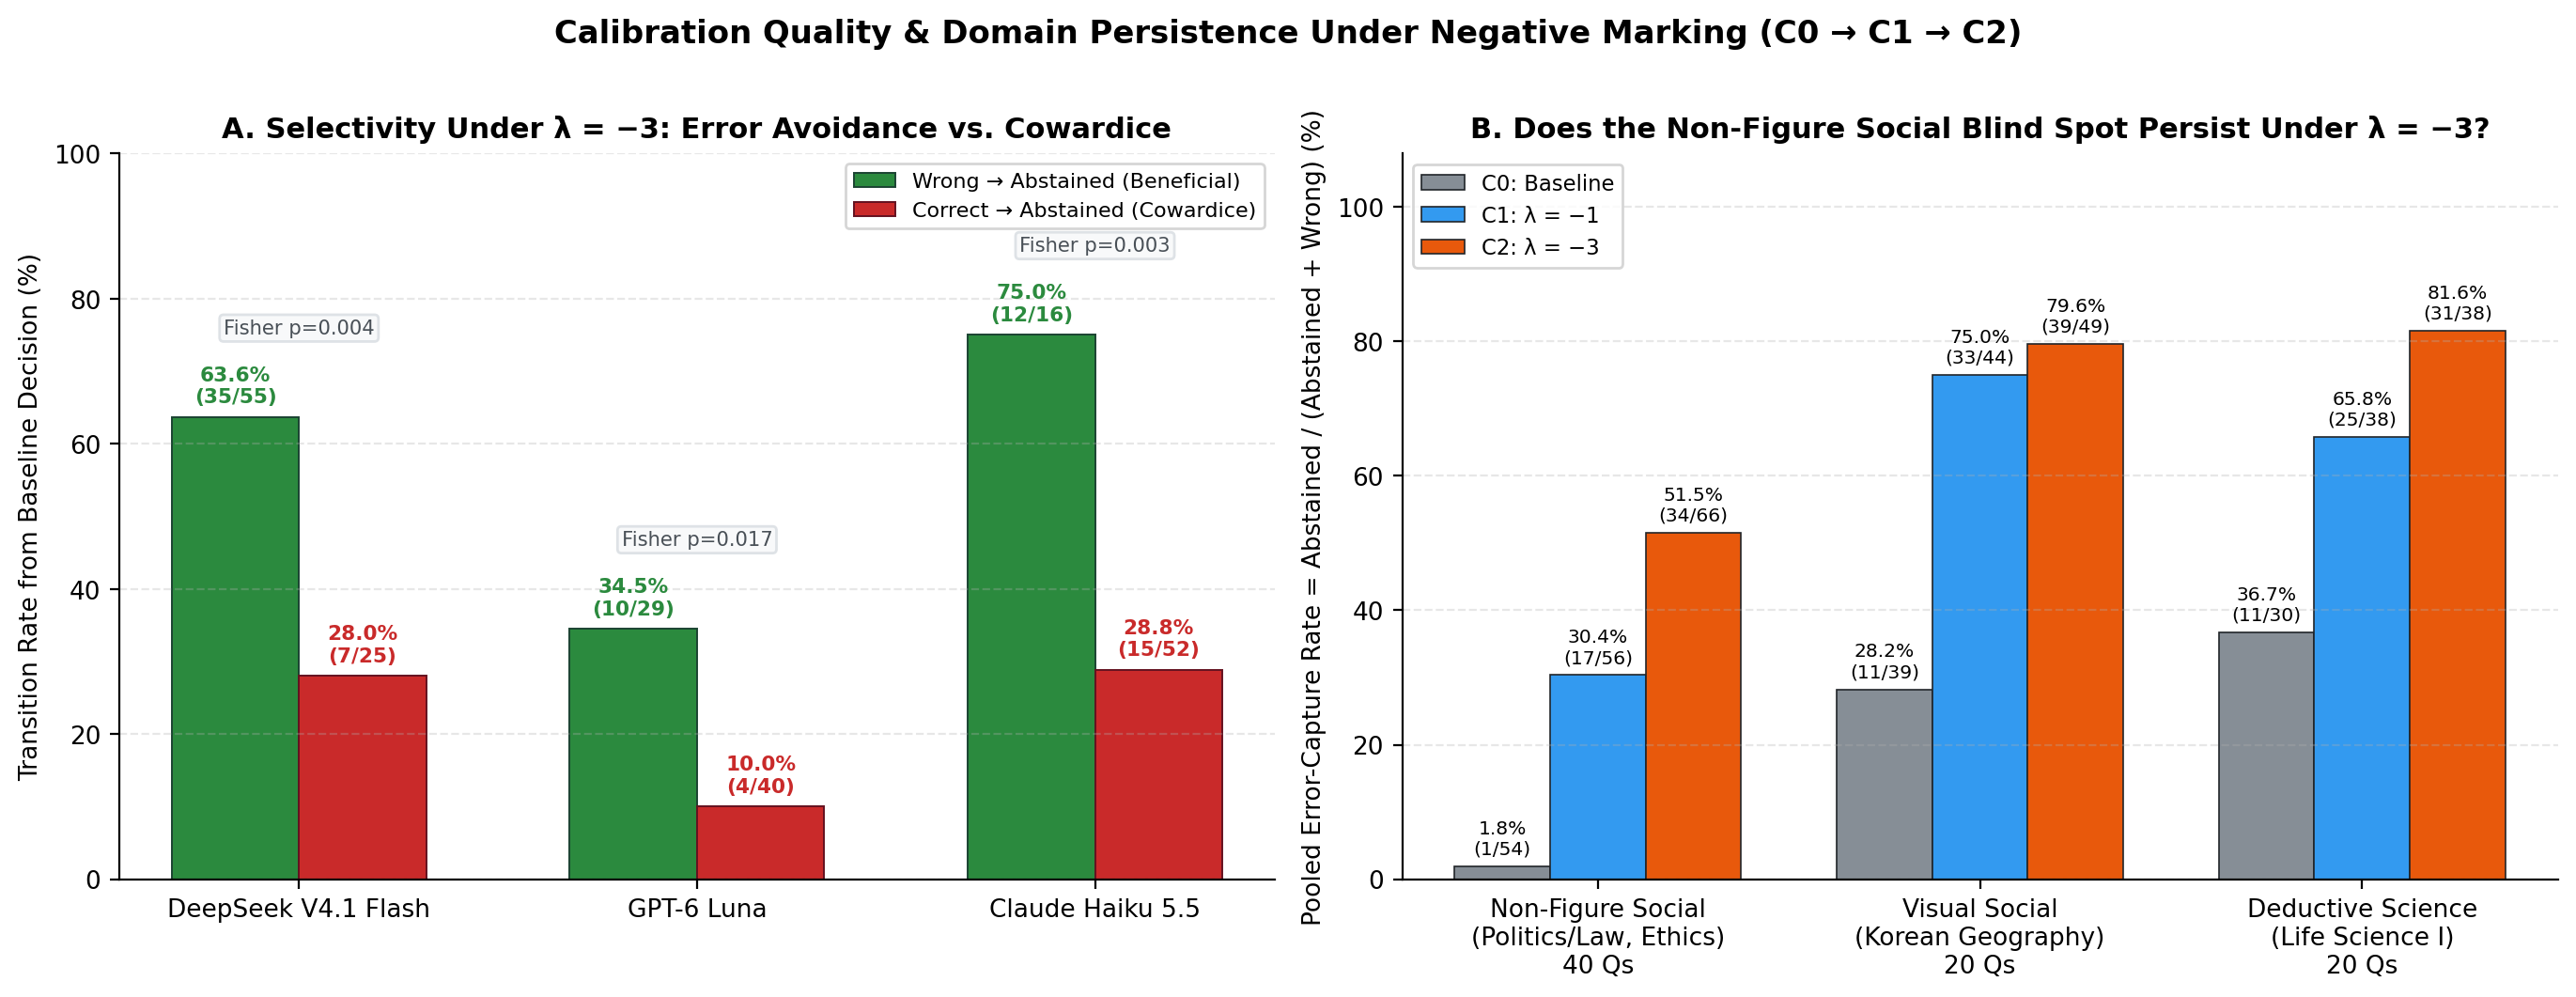 Calibration Quality & Domain Persistence Under Negative Marking (C0 → C1 → C2)
A. Selectivity Under λ = −3: Error Avoidance vs. Cowardice
Transition Rate from Baseline Decision (%)
100
80
60
40
20
0
Wrong → Abstained (Beneficial)
Correct → Abstained (Cowardice)
Fisher p=0.004
63.6%
(35/55)
28.0%
(7/25)
Fisher p=0.017
34.5%
(10/29)
10.0%
(4/40)
Fisher p=0.003
75.0%
(12/16)
28.8%
(15/52)
DeepSeek V4.1 Flash
GPT-6 Luna
Claude Haiku 5.5
B. Does the Non-Figure Social Blind Spot Persist Under λ = −3?
Pooled Error-Capture Rate = Abstained / (Abstained + Wrong) (%)
100
80
60
40
20
0
C0: Baseline
C1: λ = −1
C2: λ = −3
1.8%
(1/54)
30.4%
(17/56)
51.5%
(34/66)
28.2%
(11/39)
75.0%
(33/44)
79.6%
(39/49)
36.7%
(11/30)
65.8%
(25/38)
81.6%
(31/38)
Non-Figure Social
(Politics/Law, Ethics)
40 Qs
Visual Social
(Korean Geography)
20 Qs
Deductive Science
(Life Science I)
20 Qs